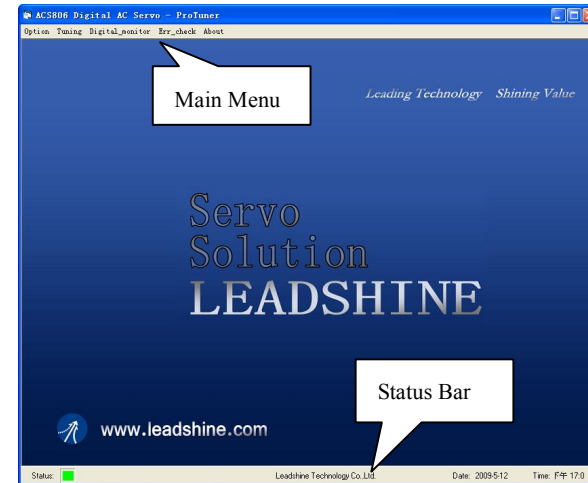 ACS806 Digital AC Servo - ProTuner
Option Tuning Digital_monitor Err_check About
Main Menu
Leading Technology Shining Value
Servo
Solution
LEADSHINE
Status Bar
www.leadshine.com
Status: Leadshine Technology Co.,Ltd. Date: 2009-5-12 Time: 下午 17:0